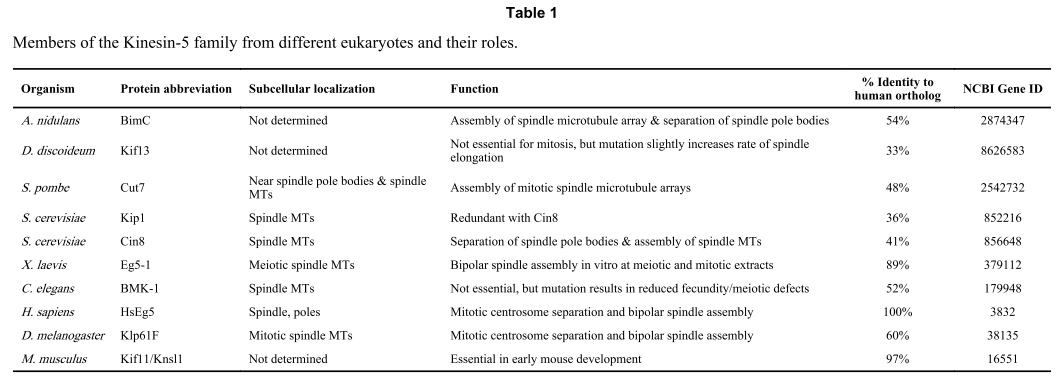 Table 1
Members of the Kinesin-5 family from different eukaryotes and their roles.
Organism Protein abbreviation Subcellular localization Function % Identity to human ortholog NCBI Gene ID
A. nidulans BimC Not determined Assembly of spindle microtubule array & separation of spindle pole bodies 54% 2874347
D. discoideum Kif13 Not determined Not essential for mitosis, but mutation slightly increases rate of spindle elongation 33% 8626583
S. pombe Cut7 Near spindle pole bodies & spindle MTs Assembly of mitotic spindle microtubule arrays 48% 2542732
S. cerevisiae Kip1 Spindle MTs Redundant with Cin8 36% 852216
S. cerevisiae Cin8 Spindle MTs Separation of spindle pole bodies & assembly of spindle MTs 41% 856648
X. laevis Eg5-1 Meiotic spindle MTs Bipolar spindle assembly in vitro at meiotic and mitotic extracts 89% 379112
C. elegans BMK-1 Spindle MTs Not essential, but mutation results in reduced fecundity/meiotic defects 52% 179948
H. sapiens HsEg5 Spindle, poles Mitotic centrosome separation and bipolar spindle assembly 100% 3832
D. melanogaster Klp61F Mitotic spindle MTs Mitotic centrosome separation and bipolar spindle assembly 60% 38135
M. musculus Kif11/Knsl1 Not determined Essential in early mouse development 97% 16551